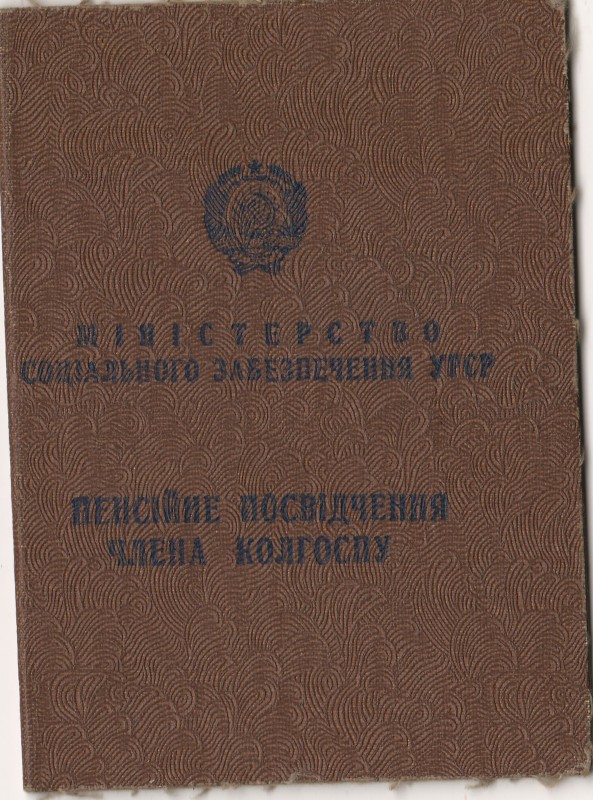 МІНІСТЕРСТВО
СОЦІАЛЬНОГО ЗАБЕЗПЕЧЕННЯ УРСР
ПЕНСІЙНЕ ПОСВІДЧЕННЯ
ЧЛЕНА КОЛГОСПУ